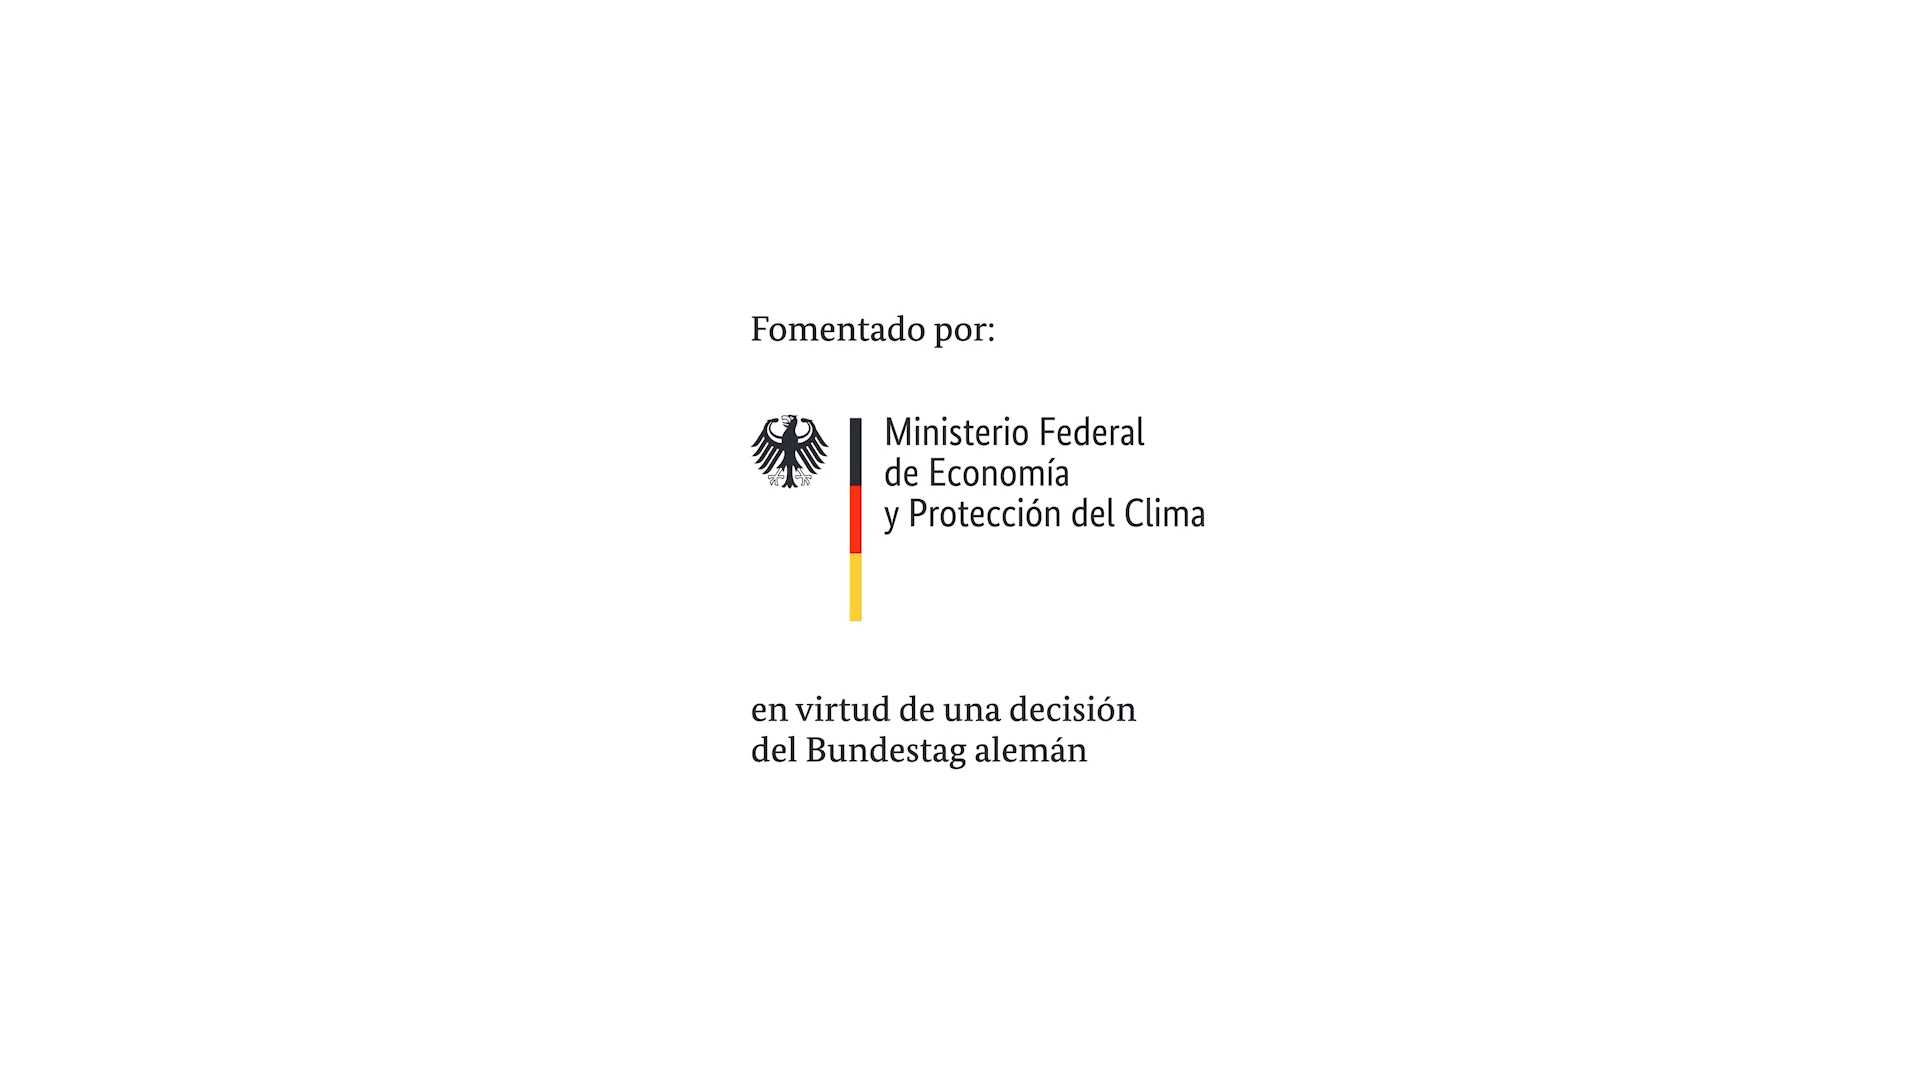 Fomentado por:
Ministerio Federal
de Economía
y Protección del Clima
en virtud de una decisión
del Bundestag alemán